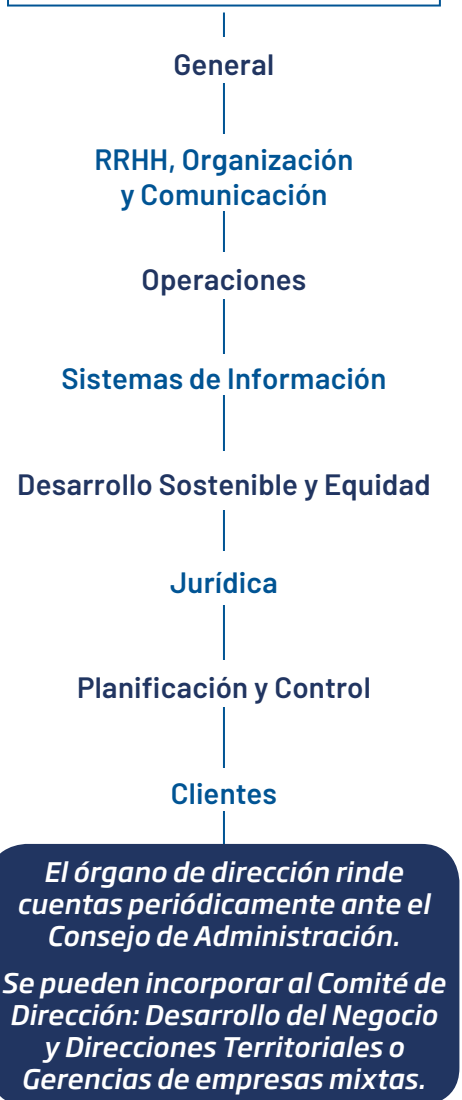 General
RRHH, Organización
y Comunicación
Operaciones
Sistemas de Información
Desarrollo Sostenible y Equidad
Jurídica
Planificación y Control
Clientes
El órgano de dirección rinde
cuentas periódicamente ante el
Consejo de Administración.
Se pueden incorporar al Comité de
Dirección: Desarrollo del Negocio
y Direcciones Territoriales o
Gerencias de empresas mixtas.